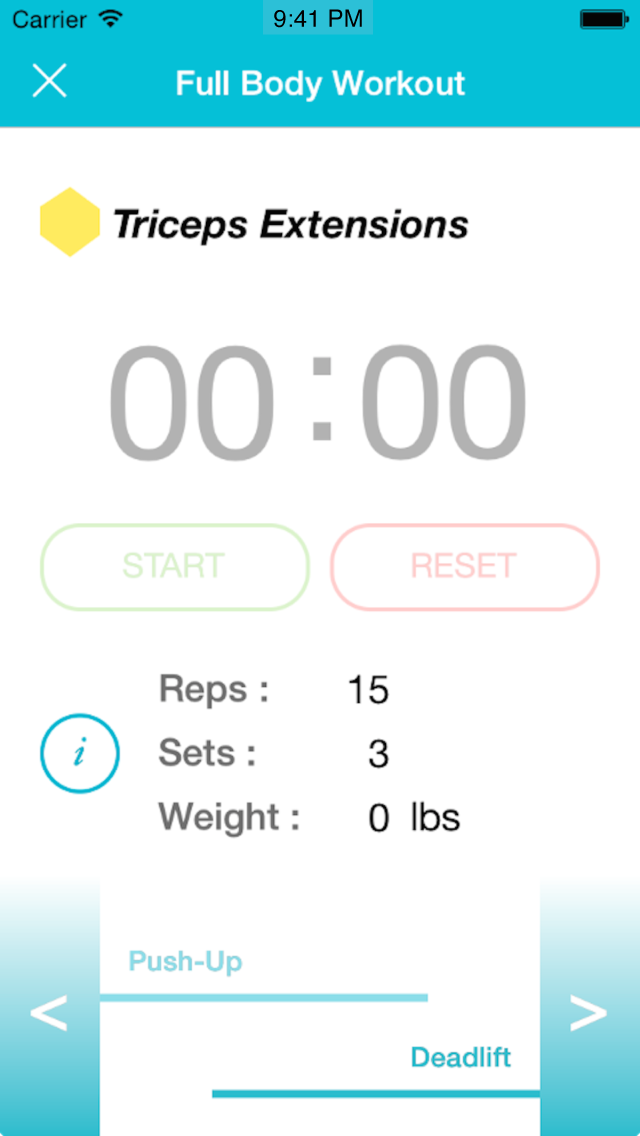 Carrier 9:41 PM
Full Body Workout
Triceps Extensions
00:00
START RESET
Reps : 15
i
Sets : 3
Weight : 0 lbs
Push-Up
< >
Deadlift